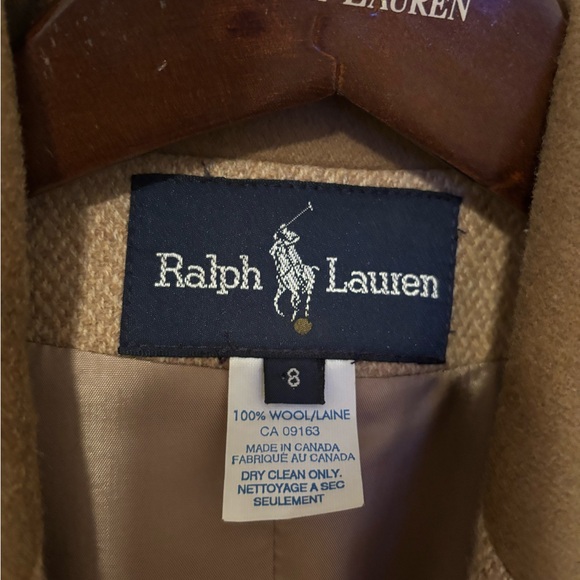 LAUREN
Ralph Lauren
8
100% WOOL/LAINE
CA 09163
MADE IN CANADA
FABRIQUÉ AU CANADA
DRY CLEAN ONLY.
NETTOYAGE A SEC
SEULEMENT